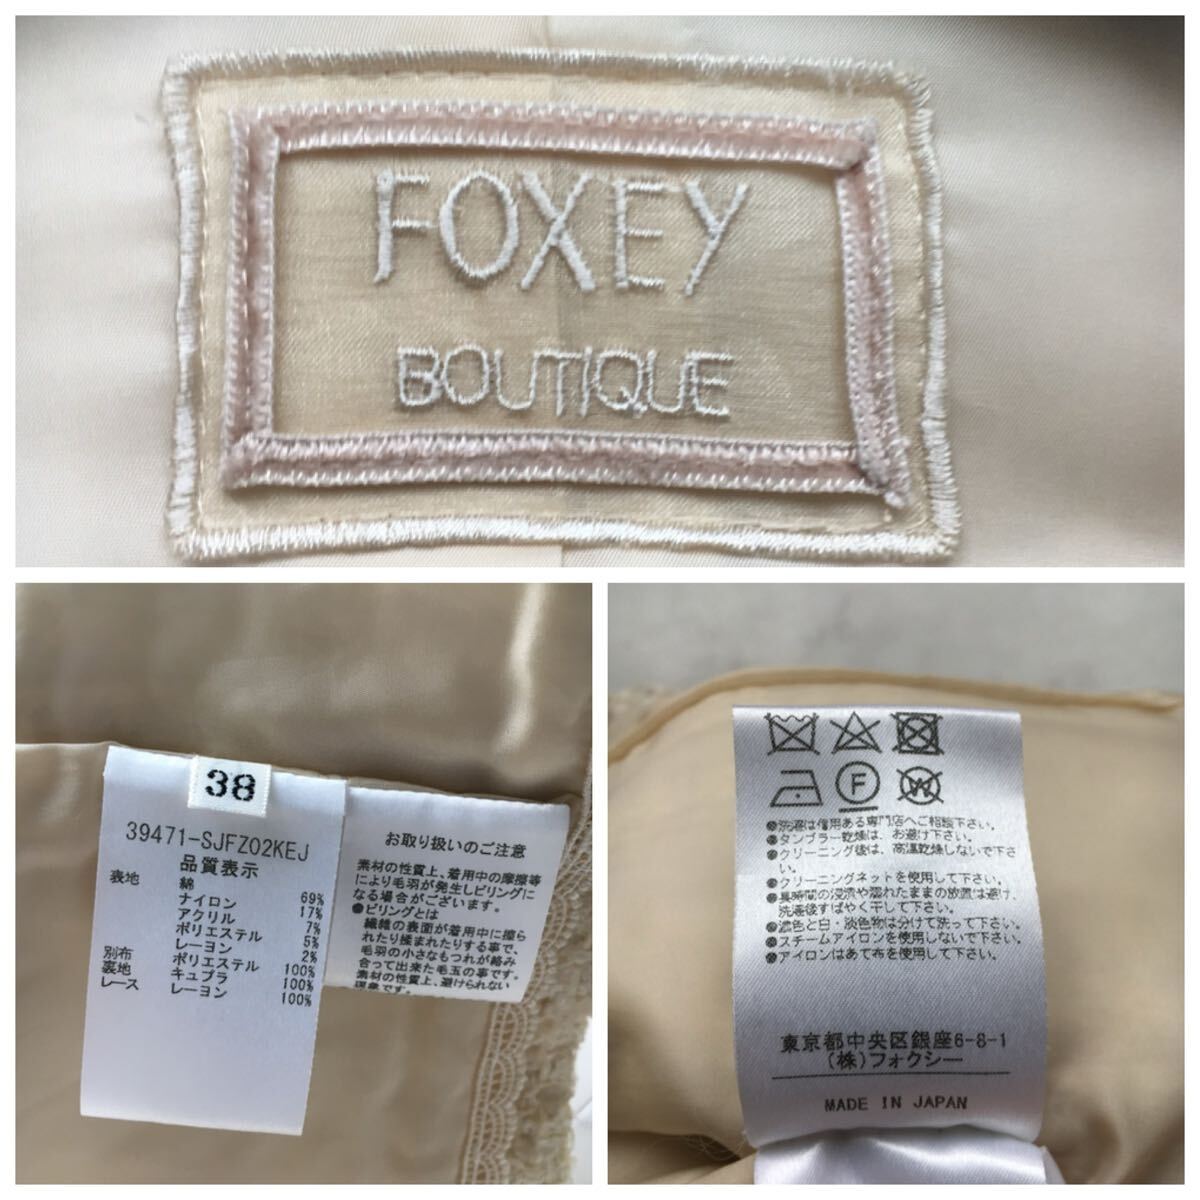 FOXEY
BOUTIQUE
38
39471-SJFZ02KEJ
品質表示
表地
綿 69%
ナイロン 17%
アクリル 7%
ポリエステル 5%
レーヨン 2%
別布 ポリエステル 100%
裏地 キュプラ 100%
レース レーヨン 100%
お取り扱いのご注意
素材の性質上、着用中の摩擦等
により毛羽が発生しピリングに
なる場合がございます。
●ピリングとは
繊維の表面が着用中に擦ら
れたり揉まれたりする事で、
毛羽の小さなもつれが絡み
合って出来た毛玉の事です。
素材の性質上、避けられない
現象です。
F
W
●洗濯は信用ある専門店へご相談下さい。
●タンブラー乾燥は、お避け下さい。
●クリーニング後は、高温乾燥しないで下さ
い。
●クリーニングネットを使用して下さい。
●長時間の浸漬や濡れたままの放置は避け、
洗濯後すばやく干して下さい。
●濃色と白・淡色物は分けて洗って下さい。
●スチームアイロンを使用しないで下さい。
●アイロンはあて布を使用して下さい。
東京都中央区銀座6-8-1
(株)フォクシー
MADE IN JAPAN